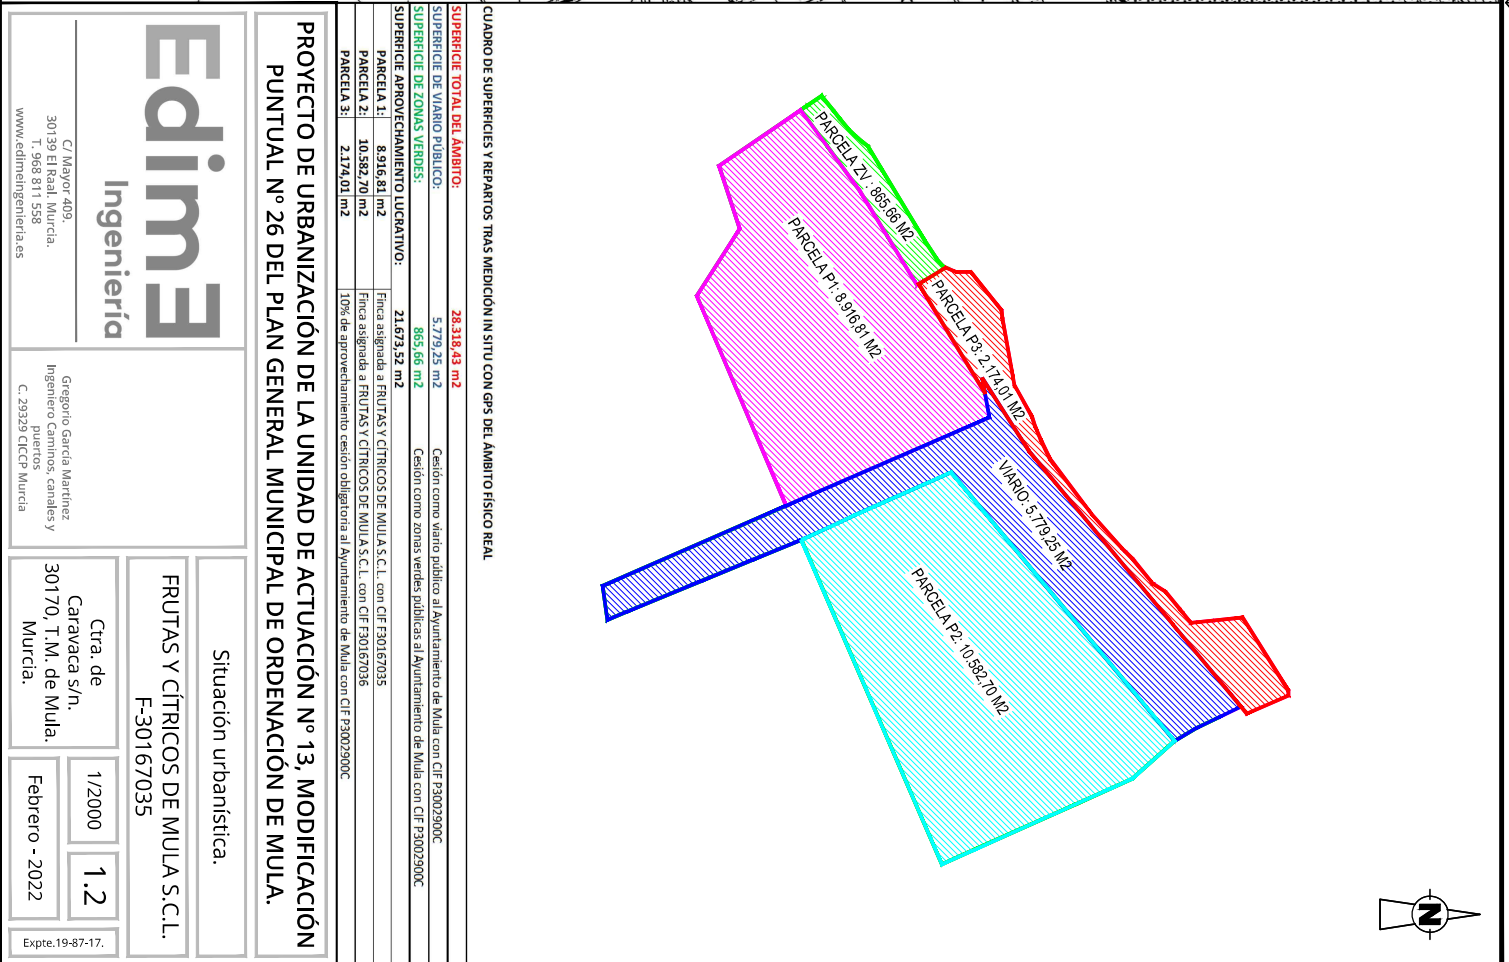 PARCELA ZV : 865.66 M2
PARCELA P1: 8.916,81 M2
PARCELA P3: 2.174,01 M2
VIARIO: 5.779,25 M2
PARCELA P2: 10.582,70 M2
N
CUADRO DE SUPERFICIES Y REPARTOS TRAS MEDICIÓN IN SITU CON GPS DEL ÁMBITO FÍSICO REAL
SUPERFICIE TOTAL DEL ÁMBITO: 28.318,43 m2
SUPERFICIE DE VIARIO PÚBLICO: 5.779,25 m2 Cesión como viario público al Ayuntamiento de Mula con CIF P3002900C
SUPERFICIE DE ZONAS VERDES: 865,66 m2 Cesión como zonas verdes públicas al Ayuntamiento de Mula con CIF P3002900C
SUPERFICIE APROVECHAMIENTO LUCRATIVO: 21.673,52 m2
PARCELA 1: 8.916,81 m2 Finca asignada a FRUTAS Y CÍTRICOS DE MULA S.C.L. con CIF F30167035
PARCELA 2: 10.582,70 m2 Finca asignada a FRUTAS Y CÍTRICOS DE MULA S.C.L. con CIF F30167036
PARCELA 3: 2.174,01 m2 10% de aprovechamiento cesión obligatoria al Ayuntamiento de Mula con CIF P3002900C
PROYECTO DE URBANIZACIÓN DE LA UNIDAD DE ACTUACIÓN Nº 13, MODIFICACIÓN
PUNTUAL Nº 26 DEL PLAN GENERAL MUNICIPAL DE ORDENACIÓN DE MULA.
Edim3
Ingeniería
C/ Mayor 409.
30139 El Raal. Murcia.
T. 968 811 558
www.edimeingenieria.es
Gregorio García Martínez
Ingeniero Caminos, canales y
puertos
C. 29329 CICCP Murcia
Situación urbanística.
FRUTAS Y CÍTRICOS DE MULA S.C.L.
F-30167035
Ctra. de
Caravaca s/n.
30170, T.M. de Mula.
Murcia.
1/2000
1.2
Febrero - 2022
Expte.19-87-17.